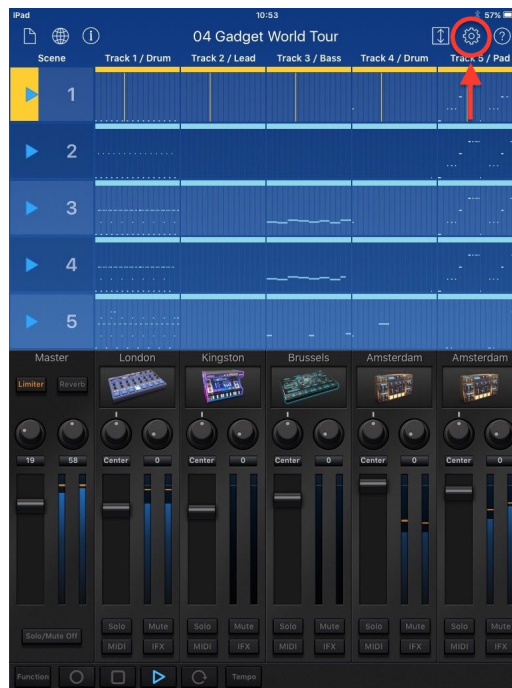 iPad 10:53 57%
04 Gadget World Tour
Scene Track 1 / Drum Track 2 / Lead Track 3 / Bass Track 4 / Drum Track 5 / Pad
1
2
3
4
5
Master London Kingston Brussels Amsterdam Amsterdam
Limiter Reverb
19 58 Center 0 Center 0 Center 0 Center 0 Center 0
Solo Mute Solo Mute Solo Mute Solo Mute Solo Mute
Solo/Mute Off
MIDI IFX MIDI IFX MIDI IFX MIDI IFX MIDI IFX
Function Tempo